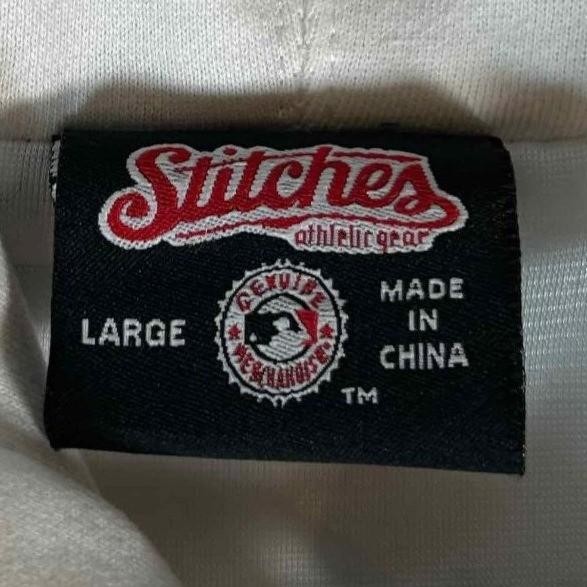 Stitches
athletic gear
LARGE
GENUINE
MERCHANDISE
MADE
IN
CHINA
TM